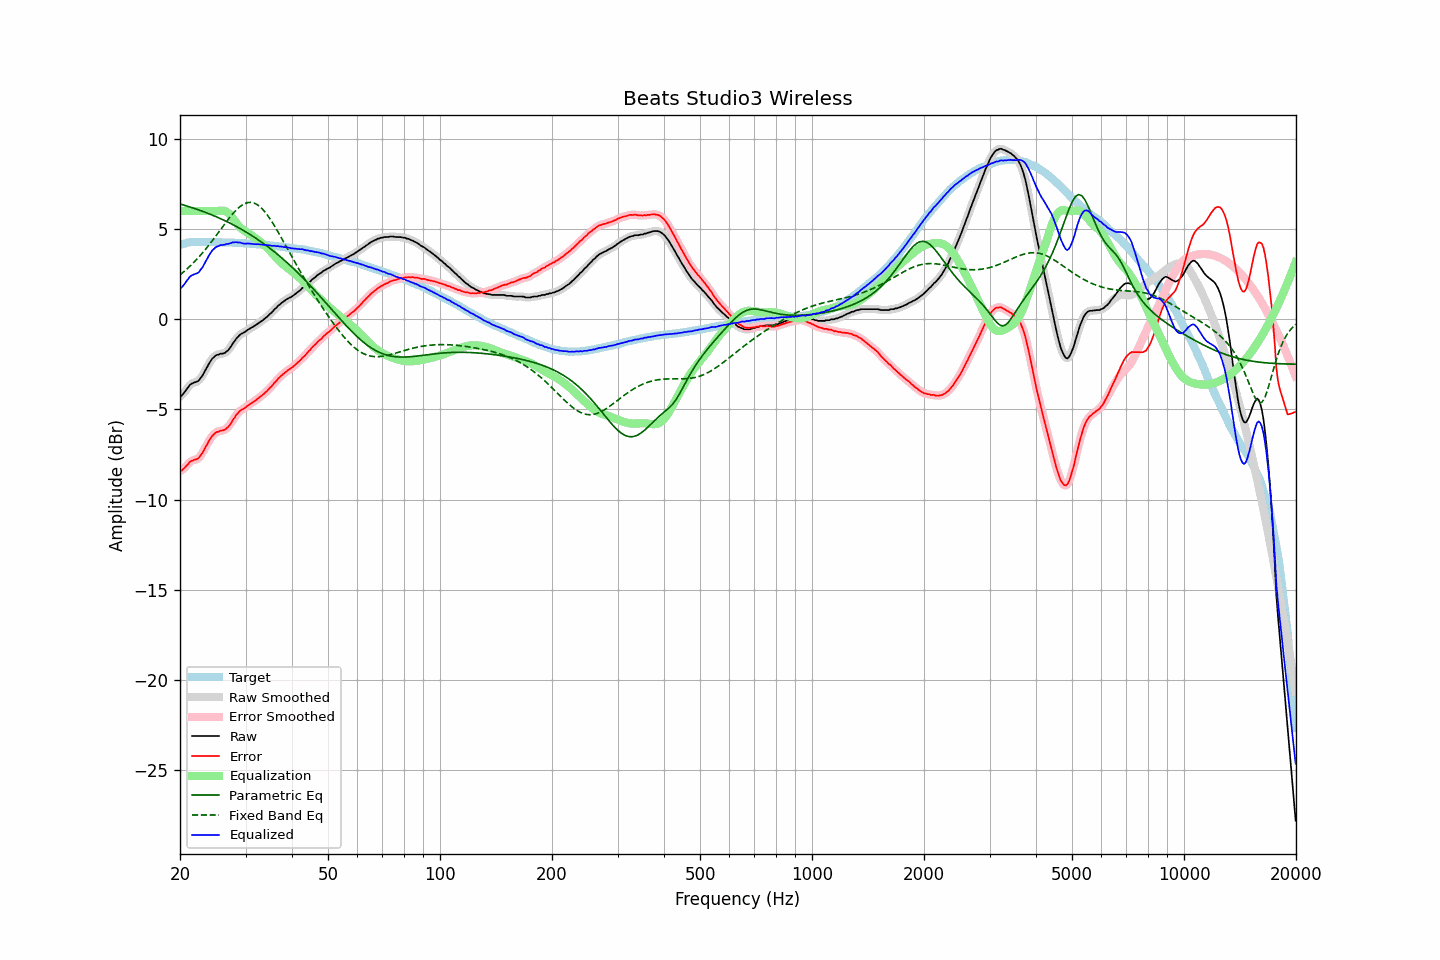 Beats Studio3 Wireless
Amplitude (dBr)
10
5
0
−5
−10
−15
−20
−25
Target
Raw Smoothed
Error Smoothed
Raw
Error
Equalization
Parametric Eq
Fixed Band Eq
Equalized
20 50 100 200 500 1000 2000 5000 10000 20000
Frequency (Hz)